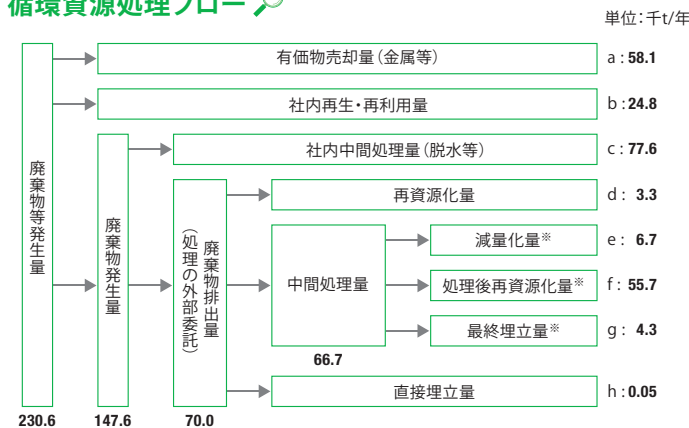 循環資源処理フロー
単位：千t/年
有価物売却量（金属等）
a : 58.1
社内再生・再利用量
b : 24.8
社内中間処理量（脱水等）
c : 77.6
廃棄物等発生量
廃棄物発生量
廃棄物排出量
（処理の外部委託）
再資源化量
d : 3.3
中間処理量
減量化量※
e : 6.7
処理後再資源化量※
f : 55.7
最終埋立量※
g : 4.3
66.7
直接埋立量
h : 0.05
230.6
147.6
70.0